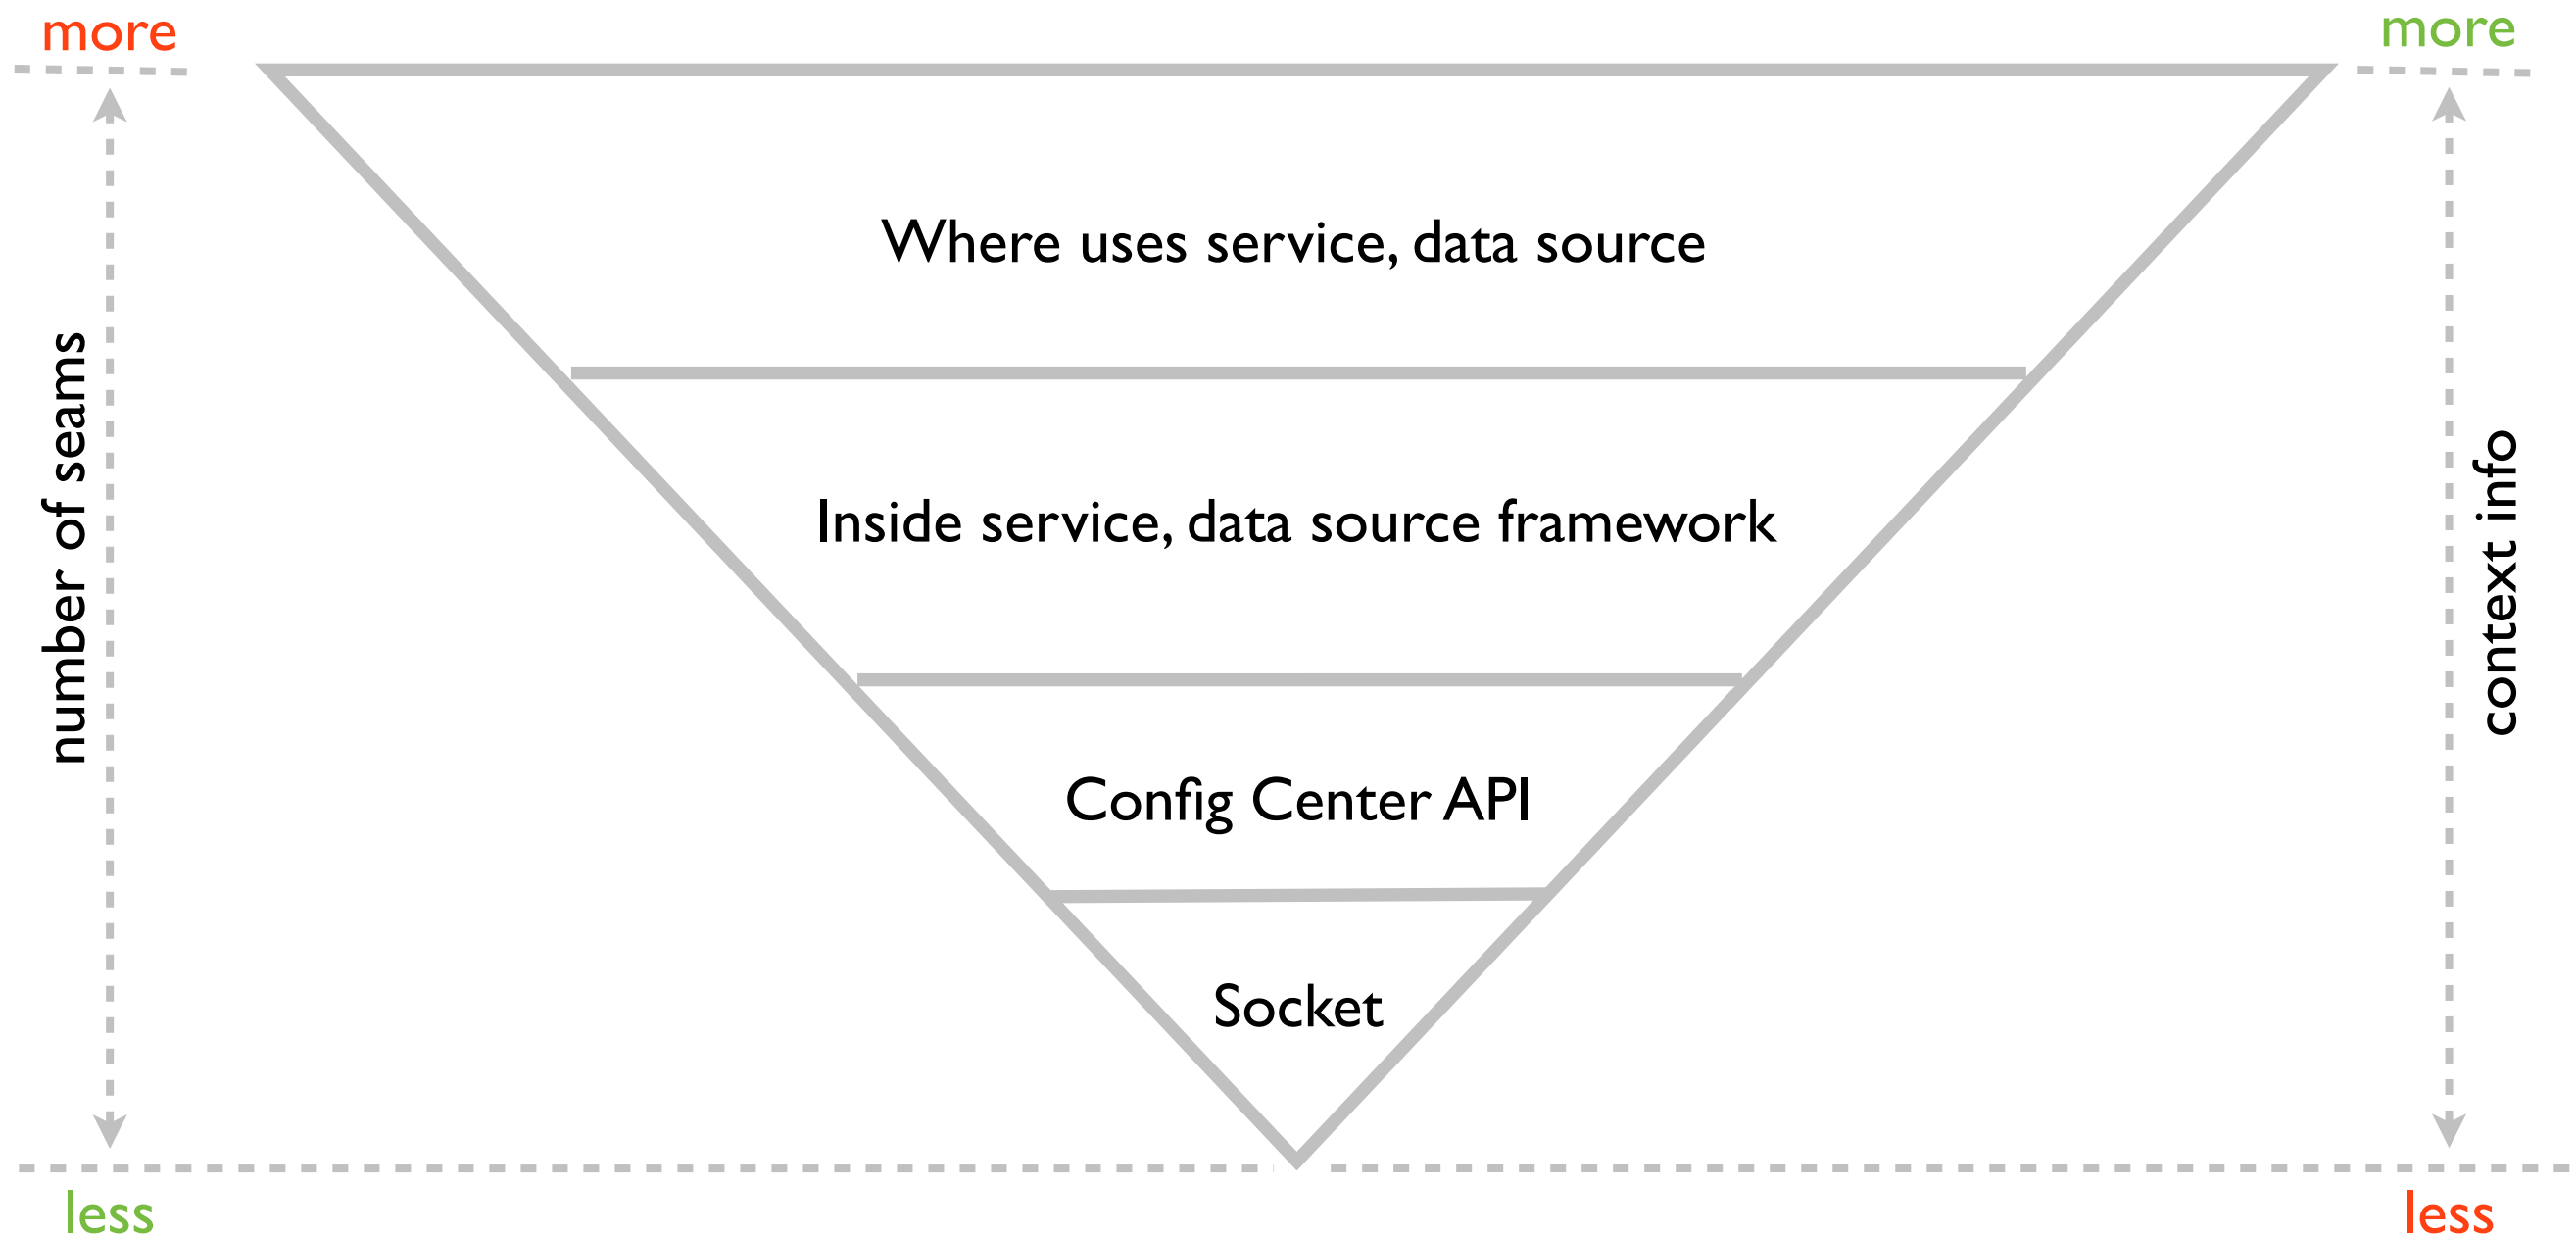 more
more
Where uses service, data source
number of seams
Inside service, data source framework
context info
Config Center API
Socket
less
less